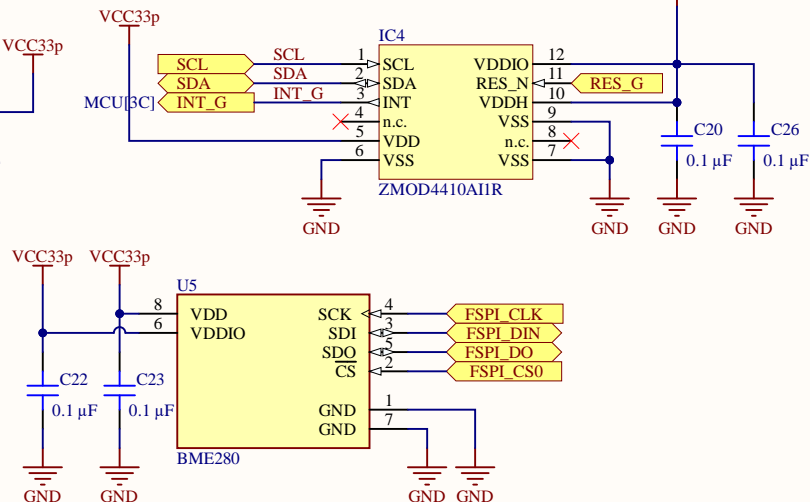 VCC33p
VCC33p
IC4
SCL SCL 1 SCL VDDIO 12
SDA SDA 2 SDA RES_N 11 RES_G
MCU[3C] INT_G INT_G 3 INT VDDH 10
4 n.c. VSS 9
5 VDD n.c. 8
6 VSS VSS 7
C20 C26
0.1 µF 0.1 µF
ZMOD4410AI1R
GND GND GND GND
VCC33p VCC33p
U5
8 VDD SCK 4 FSPI_CLK
6 VDDIO SDI 3 FSPI_DIN
SDO 5 FSPI_DO
CS 2 FSPI_CS0
C22 C23
0.1 µF 0.1 µF
GND 1
GND 7
BME280
GND GND GND GND